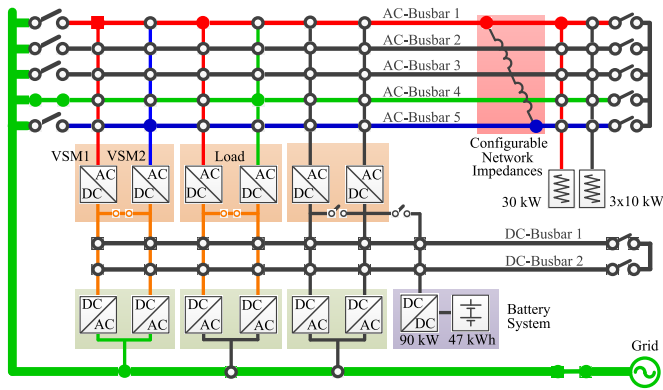 AC-Busbar 1
AC-Busbar 2
AC-Busbar 3
AC-Busbar 4
AC-Busbar 5
VSM1 VSM2 Load
Configurable
Network
Impedances
AC AC AC AC AC AC
DC DC DC DC DC DC
30 kW 3x10 kW
DC-Busbar 1
DC-Busbar 2
DC DC DC DC DC DC DC
AC AC AC AC AC AC DC
90 kW 47 kWh
Battery
System
Grid